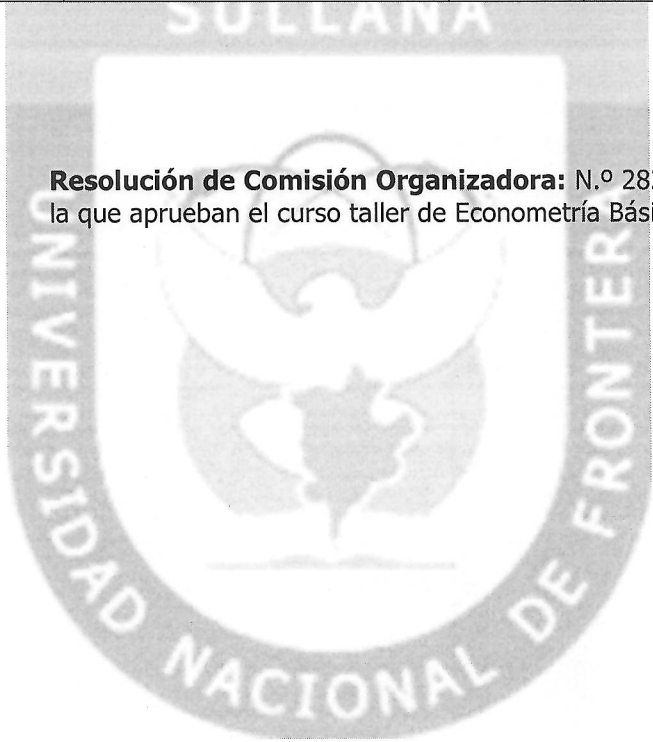 SULLANA
Resolución de Comisión Organizadora: N.º 28
la que aprueban el curso taller de Econometría
UNIVERSIDAD NACIONAL DE FRONTER